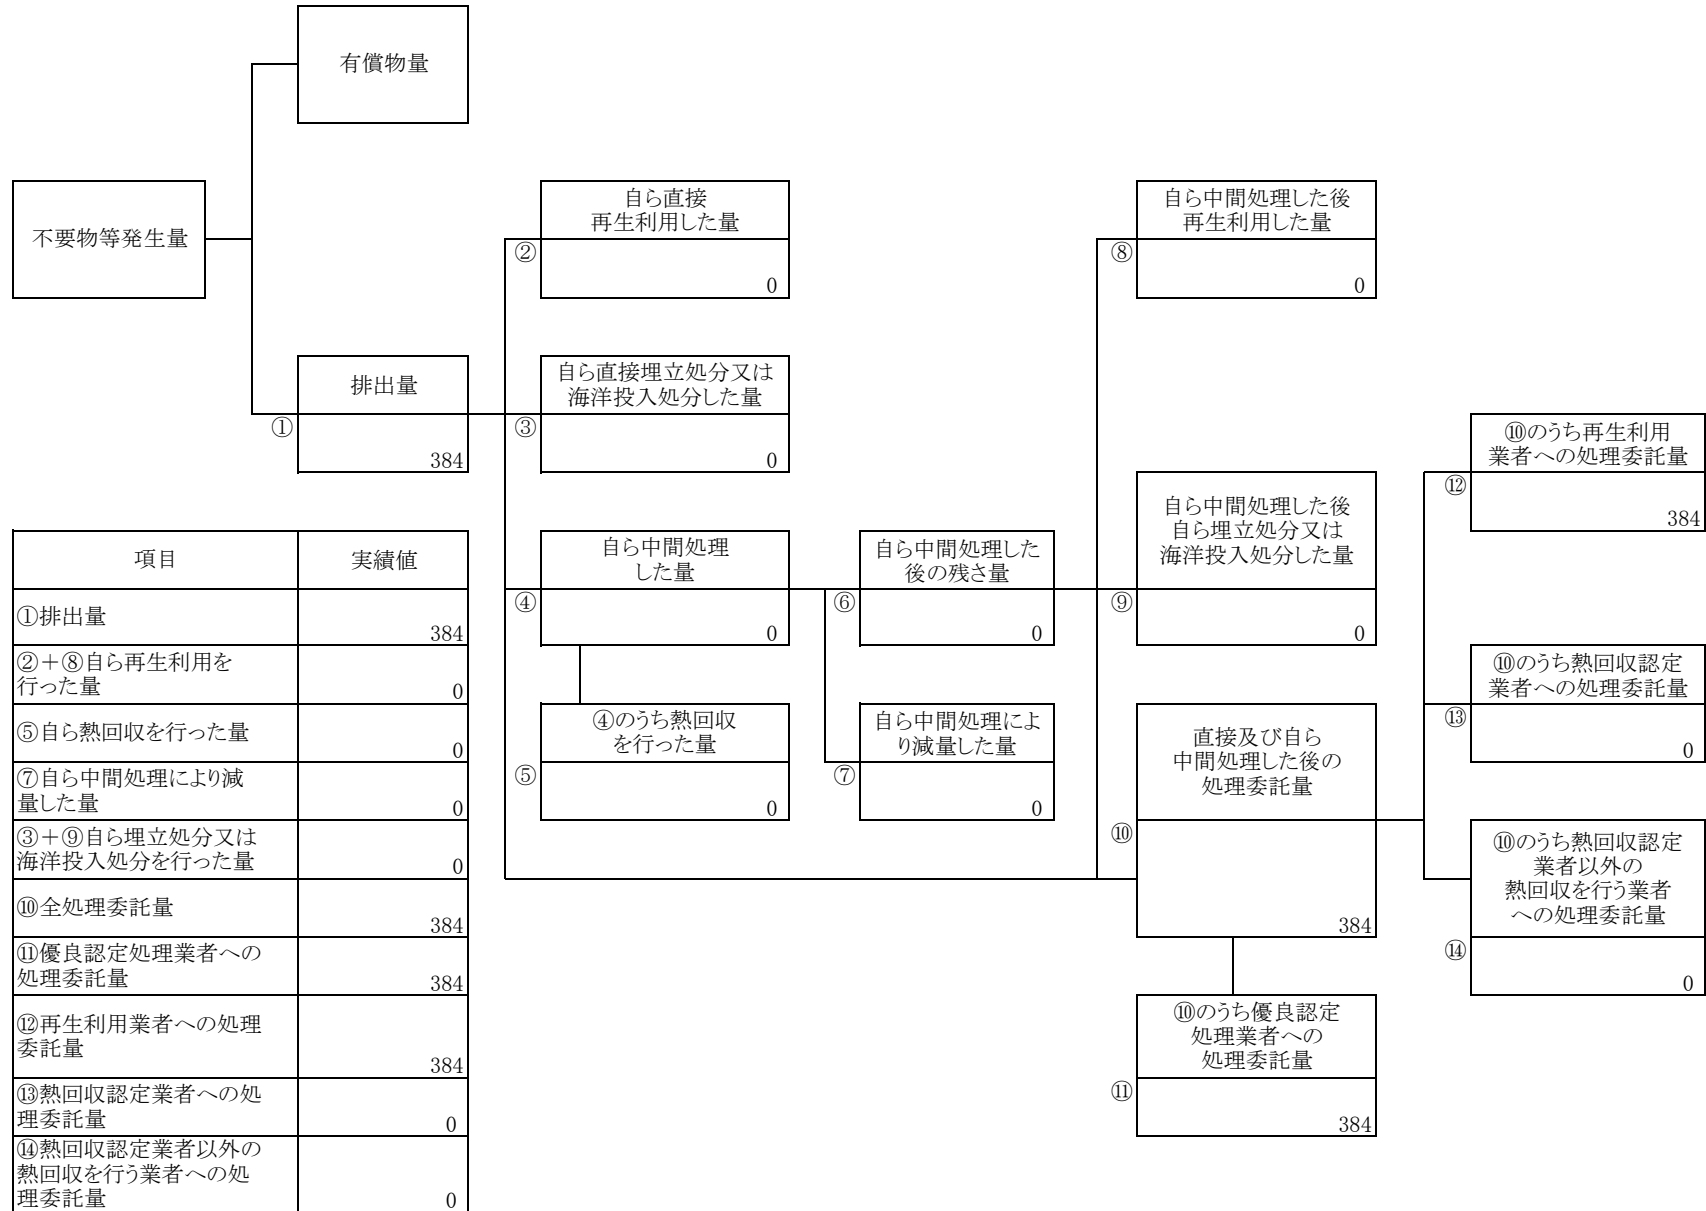 有償物量
不要物等発生量
自ら直接
再生利用した量
②
0
自ら中間処理した後
再生利用した量
⑧
0
排出量
①
384
自ら直接埋立処分又は
海洋投入処分した量
③
0
⑩のうち再生利用
業者への処理委託量
⑫
384
自ら中間処理
した量
④
0
自ら中間処理した
後の残さ量
⑥
0
自ら中間処理した後
自ら埋立処分又は
海洋投入処分した量
⑨
0
⑩のうち熱回収認定
業者への処理委託量
⑬
0
④のうち熱回収
を行った量
⑤
0
自ら中間処理によ
り減量した量
⑦
0
直接及び自ら
中間処理した後の
処理委託量
⑩
384
⑩のうち熱回収認定
業者以外の
熱回収を行う業者
への処理委託量
⑭
0
⑩のうち優良認定
処理業者への
処理委託量
⑪
384
項目 実績値
①排出量
384
②＋⑧自ら再生利用を
行った量
0
⑤自ら熱回収を行った量
0
⑦自ら中間処理により減
量した量
0
③＋⑨自ら埋立処分又は
海洋投入処分を行った量
0
⑩全処理委託量
384
⑪優良認定処理業者への
処理委託量
384
⑫再生利用業者への処理
委託量
384
⑬熱回収認定業者への処
理委託量
0
⑭熱回収認定業者以外の
熱回収を行う業者への処
理委託量
0